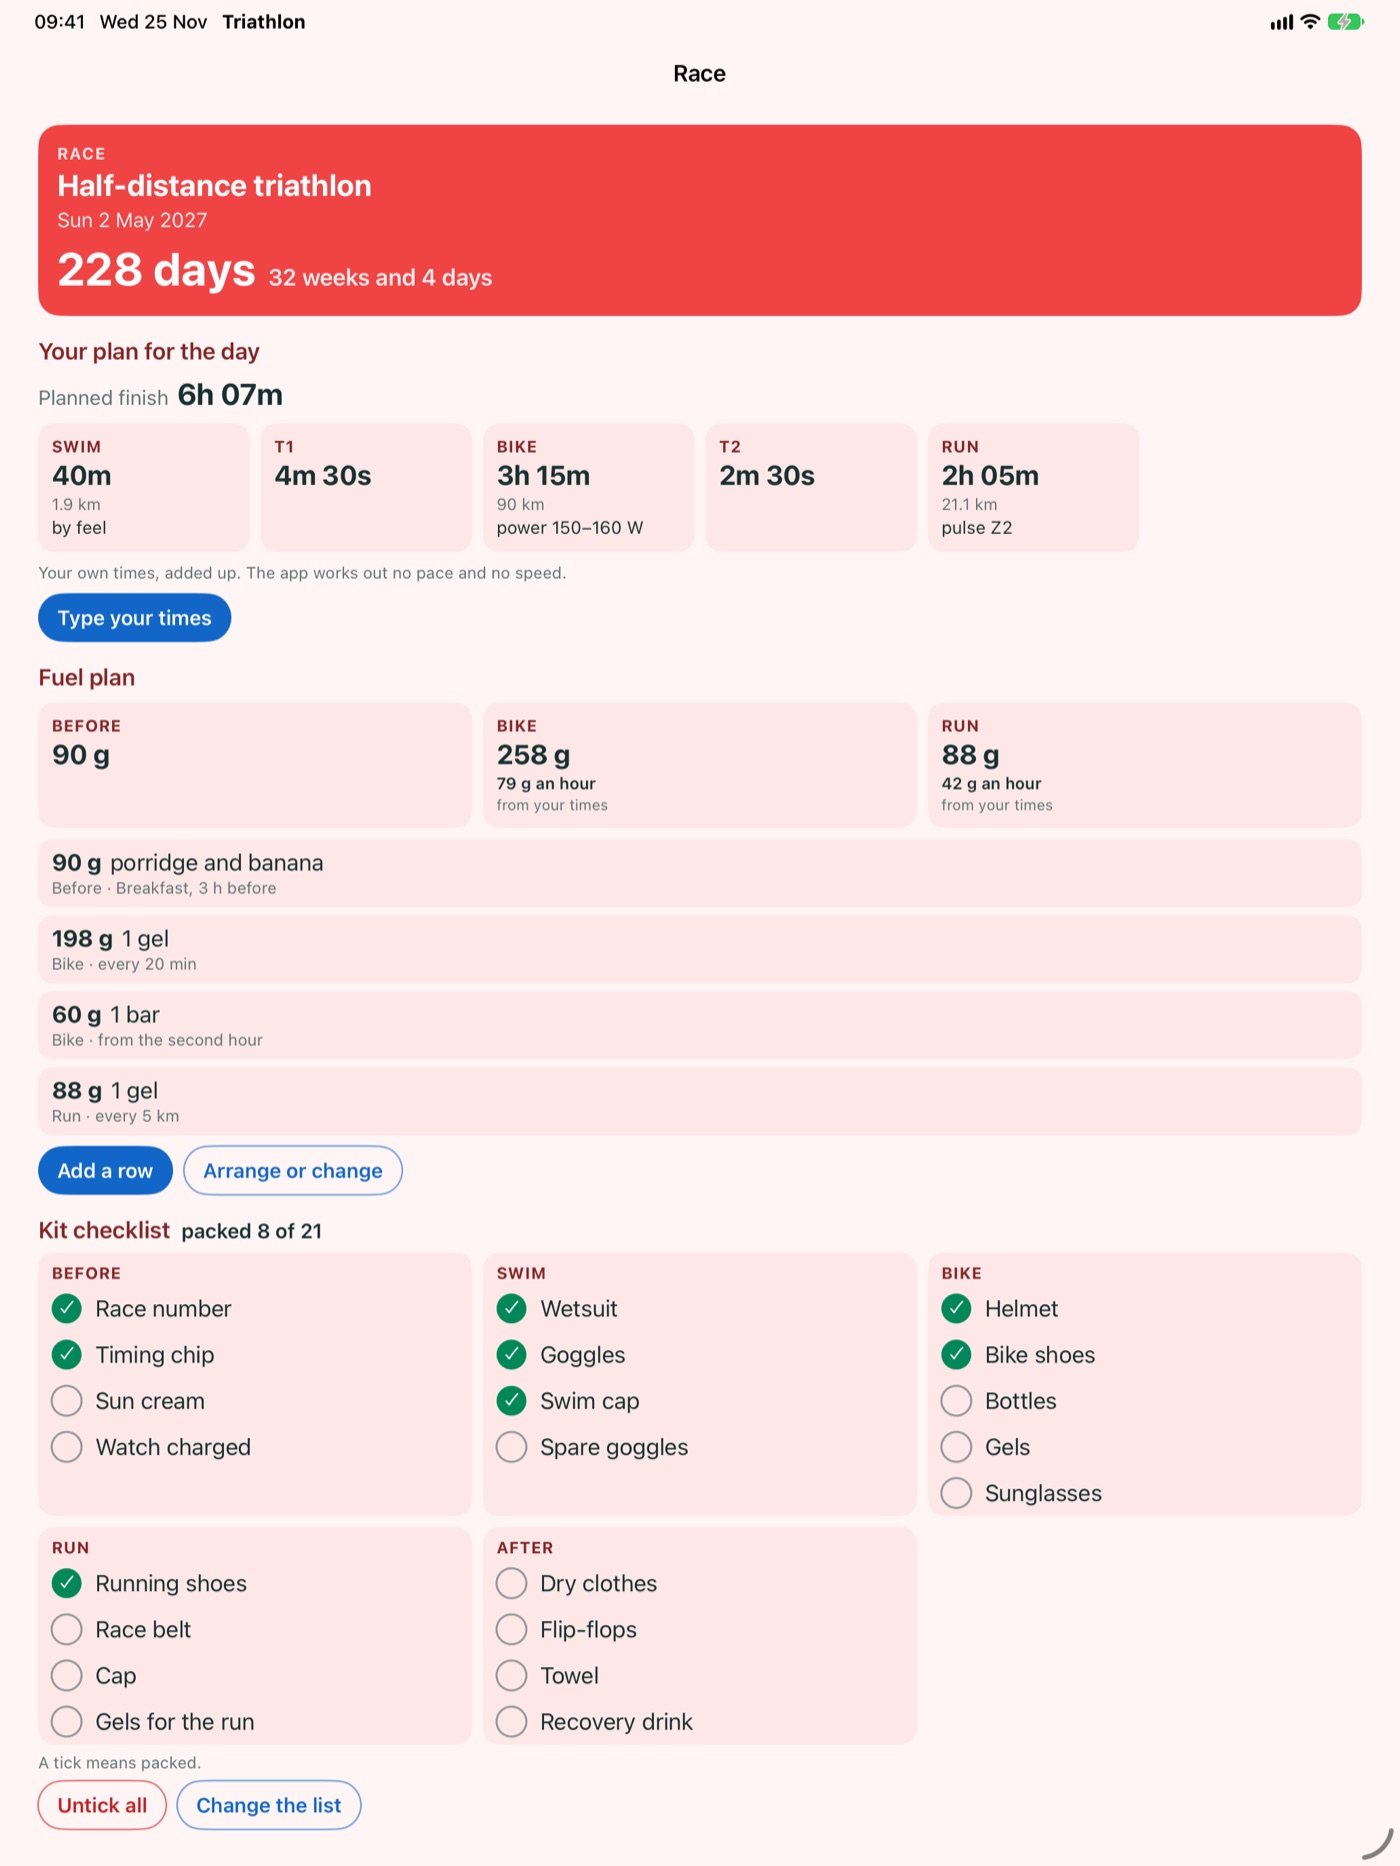 09:41 Wed 25 Nov Triathlon
Race
RACE
Half-distance triathlon
Sun 2 May 2027
228 days 32 weeks and 4 days
Your plan for the day
Planned finish 6h 07m
SWIM
40m
1.9 km
by feel
T1
4m 30s
BIKE
3h 15m
90 km
power 150–160 W
T2
2m 30s
RUN
2h 05m
21.1 km
pulse Z2
Your own times, added up. The app works out no pace and no speed.
Type your times
Fuel plan
BEFORE
90 g
BIKE
258 g
79 g an hour
from your times
RUN
88 g
42 g an hour
from your times
90 g porridge and banana
Before · Breakfast, 3 h before
198 g 1 gel
Bike · every 20 min
60 g 1 bar
Bike · from the second hour
88 g 1 gel
Run · every 5 km
Add a row
Arrange or change
Kit checklist packed 8 of 21
BEFORE
Race number
Timing chip
Sun cream
Watch charged
SWIM
Wetsuit
Goggles
Swim cap
Spare goggles
BIKE
Helmet
Bike shoes
Bottles
Gels
Sunglasses
RUN
Running shoes
Race belt
Cap
Gels for the run
AFTER
Dry clothes
Flip-flops
Towel
Recovery drink
A tick means packed.
Untick all
Change the list